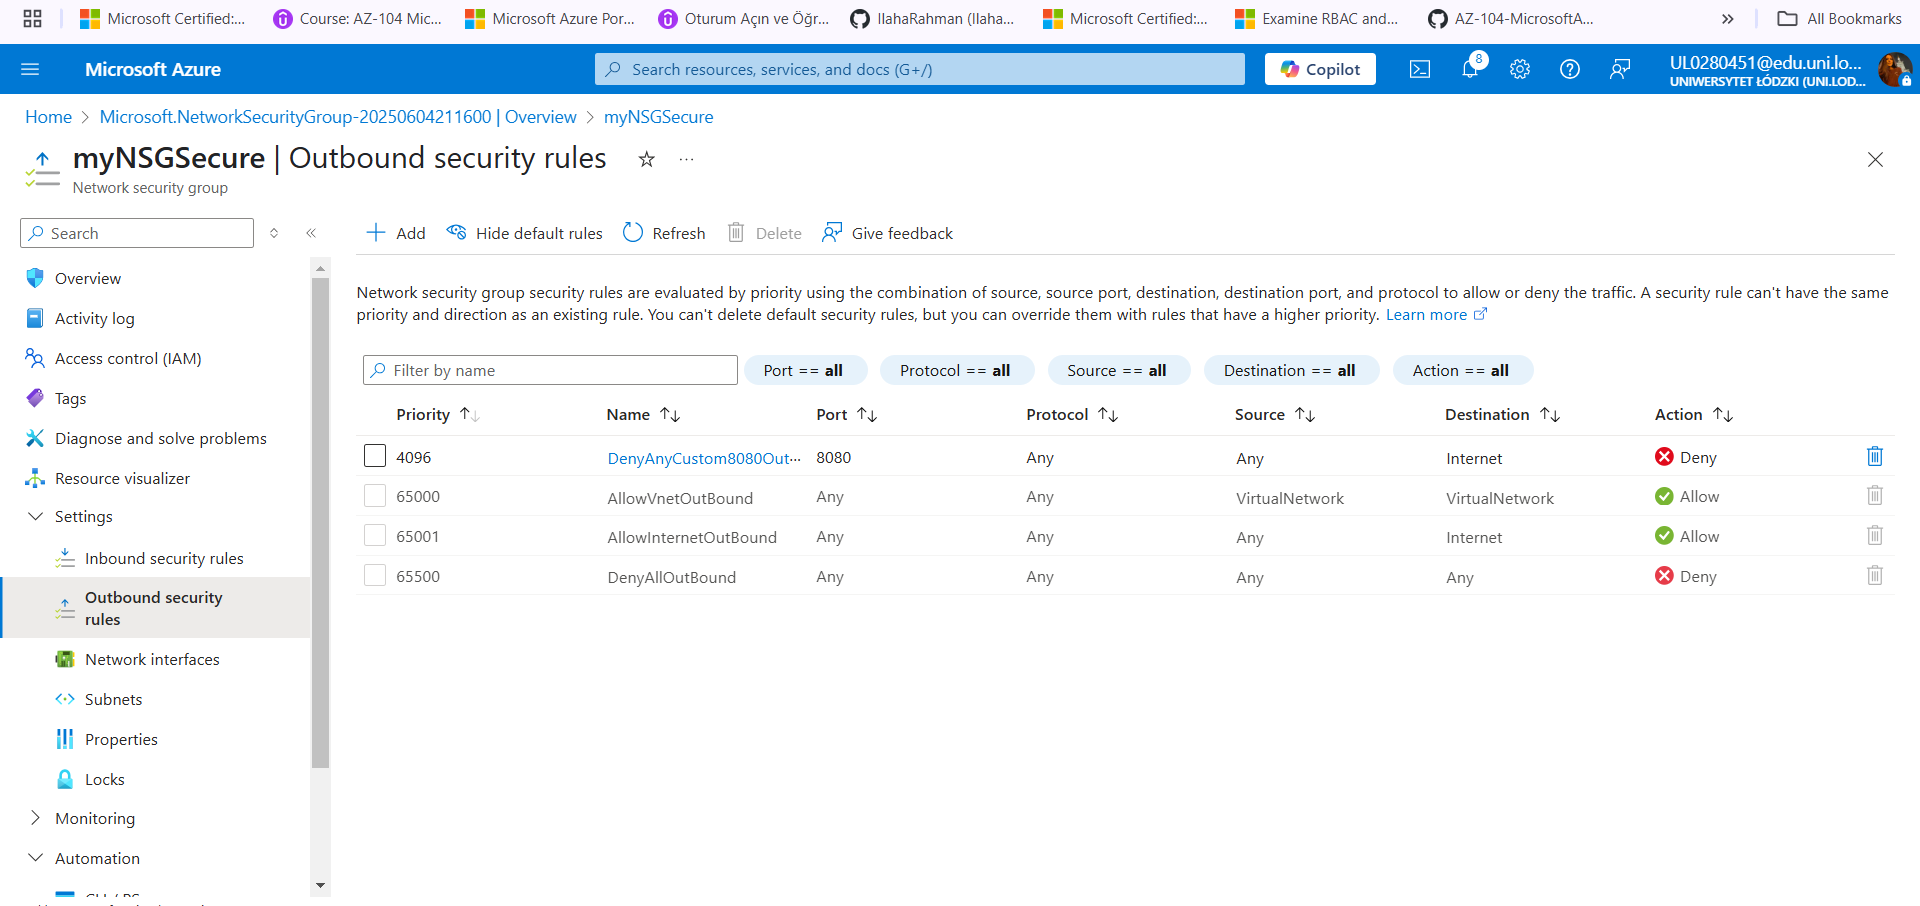 Microsoft Certified:...
Course: AZ-104 Mic...
Microsoft Azure Por...
Oturum Açın ve Öğr...
IlahaRahman (Ilaha...
Microsoft Certified:...
Examine RBAC and...
AZ-104-MicrosoftA...
»
All Bookmarks
Microsoft Azure
Search resources, services, and docs (G+/)
Copilot
8
UL0280451@edu.uni.lo...
UNIWERSYTET ŁÓDZKI (UNI.LOD...
Home > Microsoft.NetworkSecurityGroup-20250604211600 | Overview > myNSGSecure
myNSGSecure | Outbound security rules
Network security group
Search
Overview
Activity log
Access control (IAM)
Tags
Diagnose and solve problems
Resource visualizer
Settings
Inbound security rules
Outbound security
rules
Network interfaces
Subnets
Properties
Locks
Monitoring
Automation
Add
Hide default rules
Refresh
Delete
Give feedback
Network security group security rules are evaluated by priority using the combination of source, source port, destination, destination port, and protocol to allow or deny the traffic. A security rule can't have the same
priority and direction as an existing rule. You can't delete default security rules, but you can override them with rules that have a higher priority. Learn more
Filter by name
Port == all
Protocol == all
Source == all
Destination == all
Action == all
Priority Name Port Protocol Source Destination Action
4096 DenyAnyCustom8080Out... 8080 Any Any Internet Deny
65000 AllowVnetOutBound Any Any VirtualNetwork VirtualNetwork Allow
65001 AllowInternetOutBound Any Any Any Internet Allow
65500 DenyAllOutBound Any Any Any Any Deny